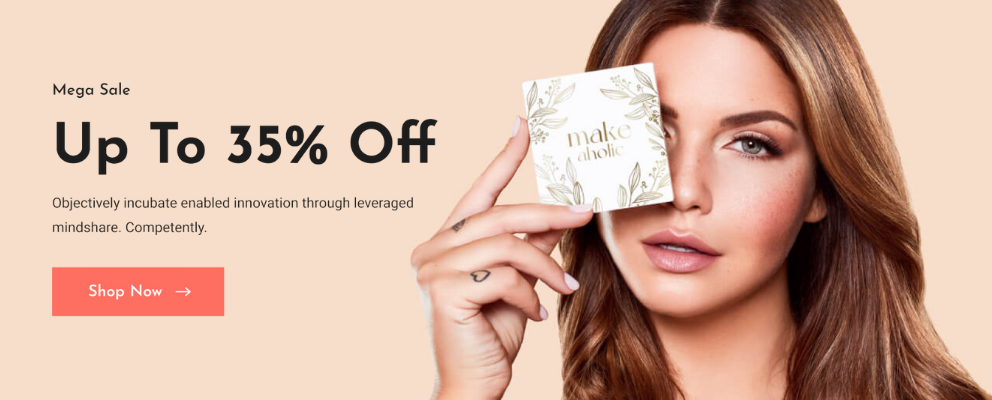 Mega Sale
Up To 35% Off
Objectively incubate enabled innovation through leveraged
mindshare. Competently.
Shop Now →
make
aholic